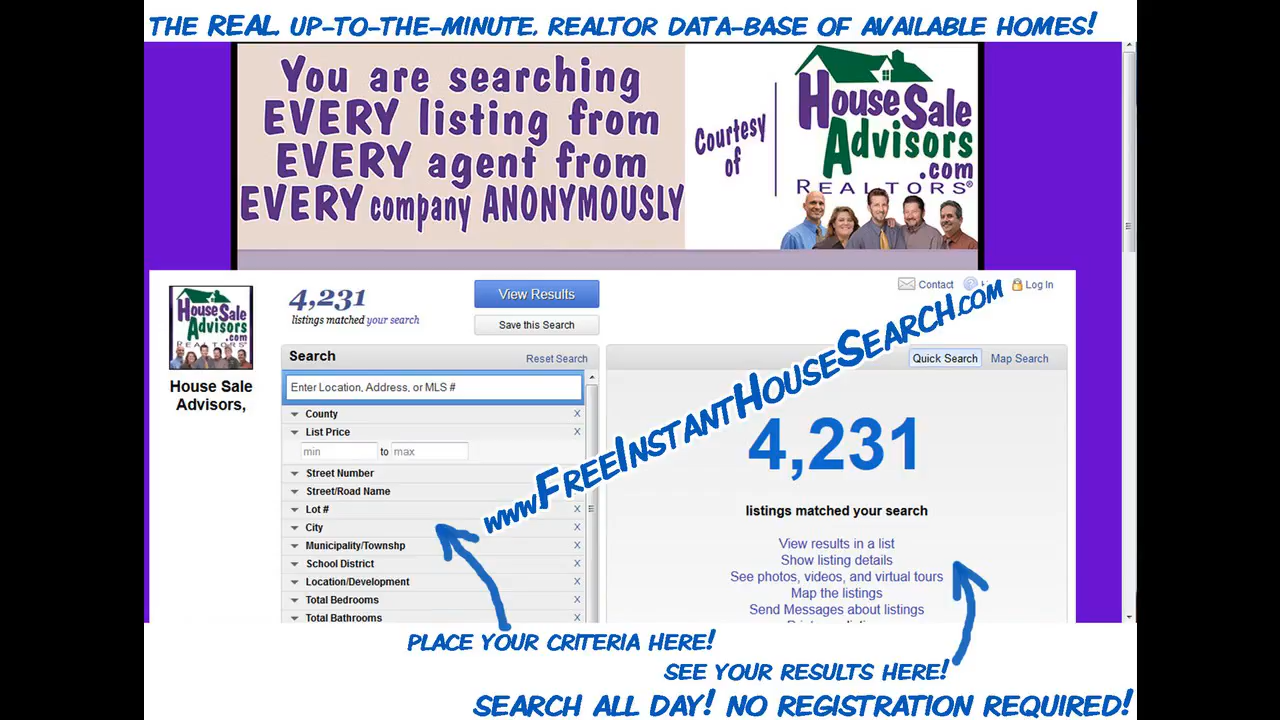 THE REAL, UP-TO-THE-MINUTE, REALTOR DATA-BASE OF AVAILABLE HOMES!
You are searching
EVERY listing from
EVERY agent from
EVERY company ANONYMOUSLY
Courtesy
of
HouseSale
Advisors
.com
REALTORS®
HouseSale
Advisors
.com
REALTORS
House Sale
Advisors,
4,231
listings matched your search
View Results
Save this Search
Contact
Log In
Search
Reset Search
Quick Search
Map Search
Enter Location, Address, or MLS #
County X
List Price X
min to max
Street Number X
Street/Road Name X
Lot # X
City X
Municipality/Townshp X
School District X
Location/Development X
Total Bedrooms X
Total Bathrooms X
www.FreeInstantHouseSearch.com
4,231
listings matched your search
View results in a list
Show listing details
See photos, videos, and virtual tours
Map the listings
Send Messages about listings
PLACE YOUR CRITERIA HERE!
SEE YOUR RESULTS HERE!
SEARCH ALL DAY! NO REGISTRATION REQUIRED!